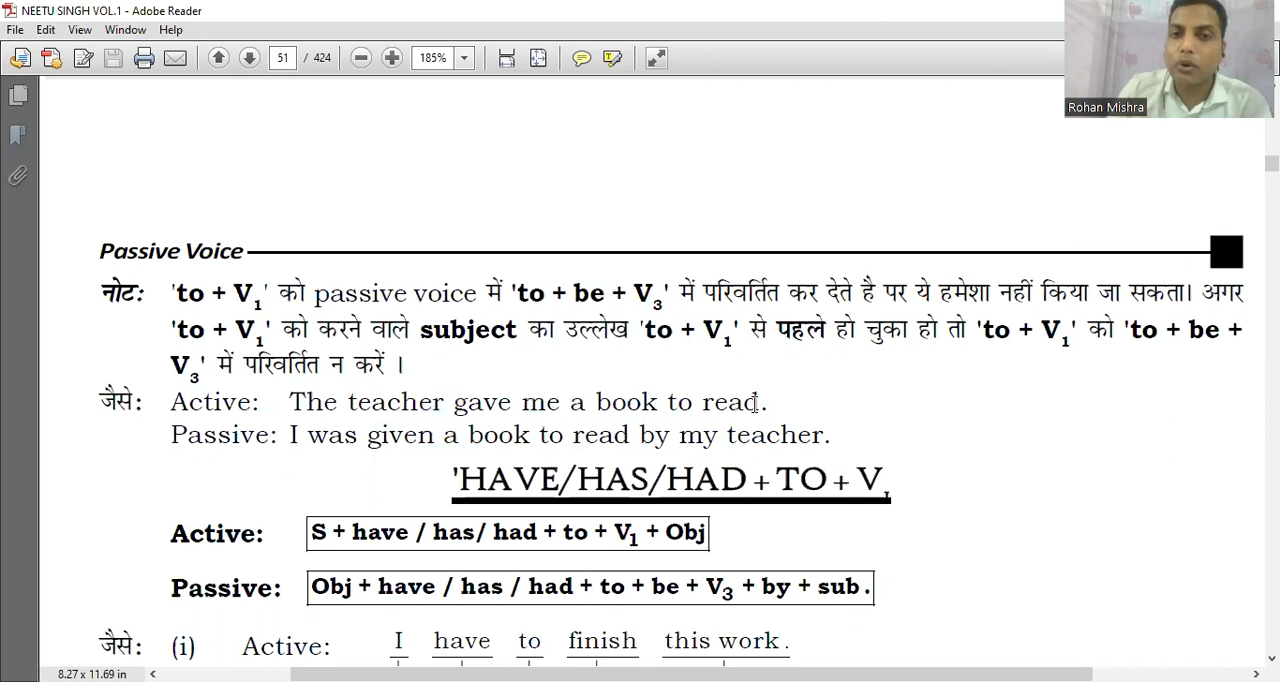 NEETU SINGH VOL.1 - Adobe Reader
File Edit View Window Help
51 / 424 185%
Rohan Mishra
Passive Voice
नोटः 'to + V1' को passive voice में 'to + be + V3' में परिवर्तित कर देते है पर ये हमेशा नहीं किया जा सकता। अगर
'to + V1' को करने वाले subject का उल्लेख 'to + V1' से पहले हो चुका हो तो 'to + V1' को 'to + be +
V3' में परिवर्तित न करें ।
जैसेः Active: The teacher gave me a book to read.
Passive: I was given a book to read by my teacher.
'HAVE/HAS/HAD + TO + V1
Active: S + have / has/ had + to + V1 + Obj
Passive: Obj + have / has / had + to + be + V3 + by + sub .
जैसेः (i) Active: I have to finish this work.
8.27 x 11.69 in